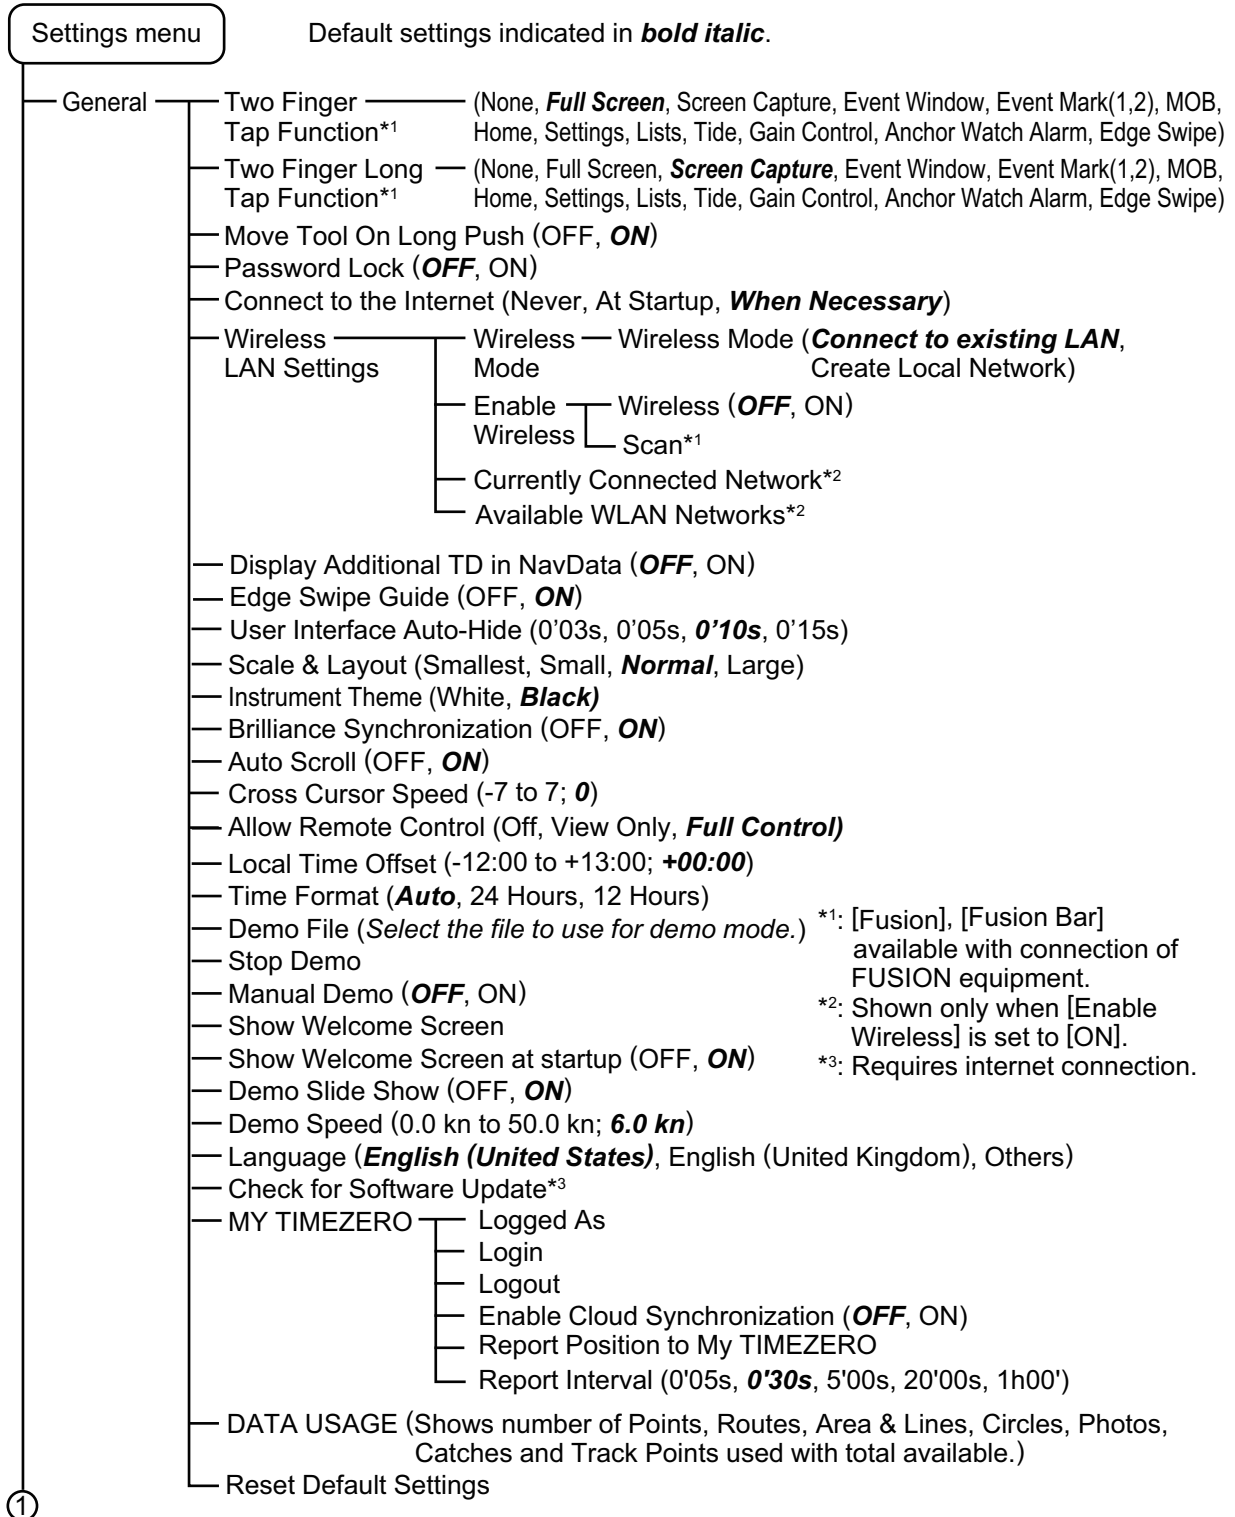 Settings menu
Default settings indicated in bold italic.
General
Two Finger
Tap Function*1
(None, Full Screen, Screen Capture, Event Window, Event Mark(1,2), MOB,
Home, Settings, Lists, Tide, Gain Control, Anchor Watch Alarm, Edge Swipe)
Two Finger Long
Tap Function*1
(None, Full Screen, Screen Capture, Event Window, Event Mark(1,2), MOB,
Home, Settings, Lists, Tide, Gain Control, Anchor Watch Alarm, Edge Swipe)
Move Tool On Long Push (OFF, ON)
Password Lock (OFF, ON)
Connect to the Internet (Never, At Startup, When Necessary)
Wireless
LAN Settings
Wireless
Mode
Wireless Mode (Connect to existing LAN,
Create Local Network)
Enable
Wireless
Wireless (OFF, ON)
Scan*1
Currently Connected Network*2
Available WLAN Networks*2
Display Additional TD in NavData (OFF, ON)
Edge Swipe Guide (OFF, ON)
User Interface Auto-Hide (0’03s, 0’05s, 0’10s, 0’15s)
Scale & Layout (Smallest, Small, Normal, Large)
Instrument Theme (White, Black)
Brilliance Synchronization (OFF, ON)
Auto Scroll (OFF, ON)
Cross Cursor Speed (-7 to 7; 0)
Allow Remote Control (Off, View Only, Full Control)
Local Time Offset (-12:00 to +13:00; +00:00)
Time Format (Auto, 24 Hours, 12 Hours)
Demo File (Select the file to use for demo mode.)
Stop Demo
Manual Demo (OFF, ON)
Show Welcome Screen
Show Welcome Screen at startup (OFF, ON)
Demo Slide Show (OFF, ON)
Demo Speed (0.0 kn to 50.0 kn; 6.0 kn)
Language (English (United States), English (United Kingdom), Others)
Check for Software Update*3
*1: [Fusion], [Fusion Bar]
available with connection of
FUSION equipment.
*2: Shown only when [Enable
Wireless] is set to [ON].
*3: Requires internet connection.
MY TIMEZERO
Logged As
Login
Logout
Enable Cloud Synchronization (OFF, ON)
Report Position to My TIMEZERO
Report Interval (0'05s, 0'30s, 5'00s, 20'00s, 1h00')
DATA USAGE (Shows number of Points, Routes, Area & Lines, Circles, Photos,
Catches and Track Points used with total available.)
Reset Default Settings
1